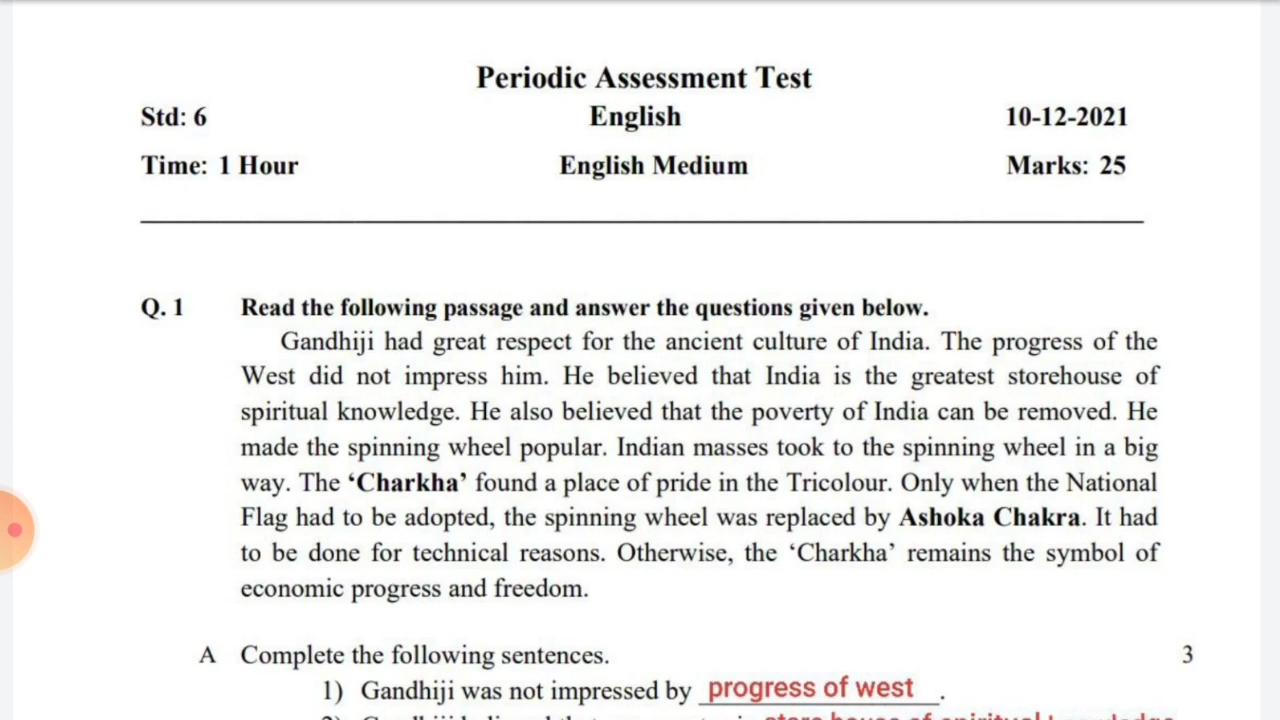 Periodic Assessment Test
Std: 6 English 10-12-2021
Time: 1 Hour English Medium Marks: 25
Q. 1 Read the following passage and answer the questions given below.
Gandhiji had great respect for the ancient culture of India. The progress of the
West did not impress him. He believed that India is the greatest storehouse of
spiritual knowledge. He also believed that the poverty of India can be removed. He
made the spinning wheel popular. Indian masses took to the spinning wheel in a big
way. The ‘Charkha’ found a place of pride in the Tricolour. Only when the National
Flag had to be adopted, the spinning wheel was replaced by Ashoka Chakra. It had
to be done for technical reasons. Otherwise, the ‘Charkha’ remains the symbol of
economic progress and freedom.
A Complete the following sentences. 3
1) Gandhiji was not impressed by progress of west .